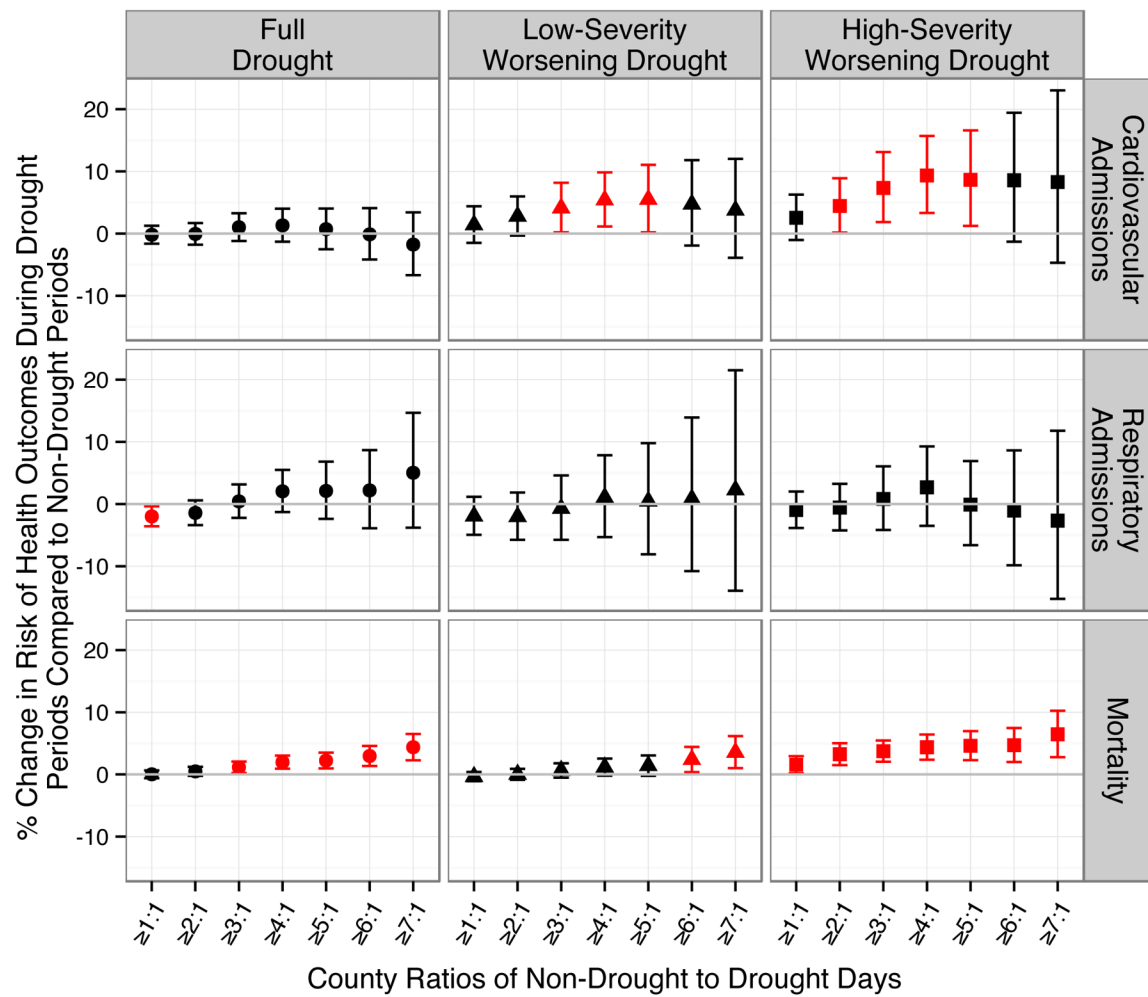 Full
Drought
Low-Severity
Worsening Drought
High-Severity
Worsening Drought
% Change in Risk of Health Outcomes During Drought
Periods Compared to Non-Drought Periods
20
10
0
-10
Cardiovascular
Admissions
20
10
0
-10
Respiratory
Admissions
20
10
0
-10
Mortality
≥1:1
≥2:1
≥3:1
≥4:1
≥5:1
≥6:1
≥7:1
≥1:1
≥2:1
≥3:1
≥4:1
≥5:1
≥6:1
≥7:1
≥1:1
≥2:1
≥3:1
≥4:1
≥5:1
≥6:1
≥7:1
County Ratios of Non-Drought to Drought Days